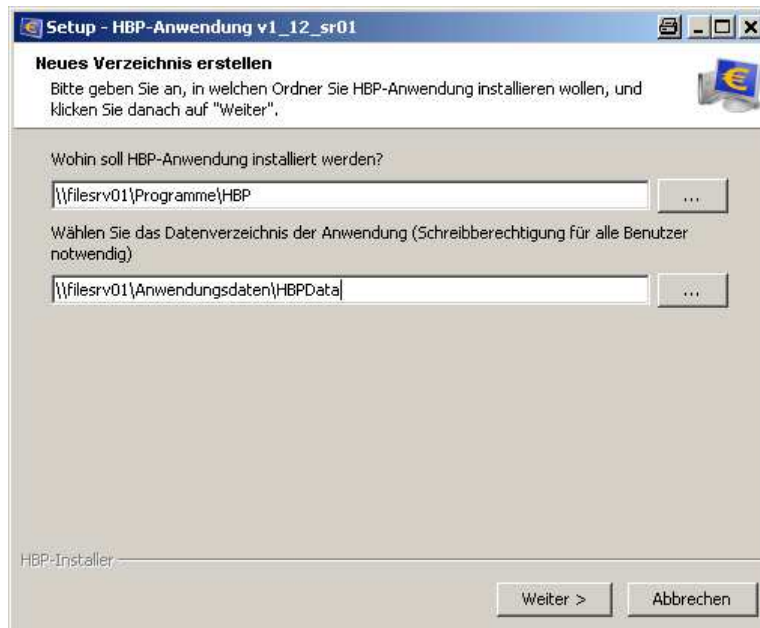 Setup - HBP-Anwendung v1_12_sr01
Neues Verzeichnis erstellen
Bitte geben Sie an, in welchen Ordner Sie HBP-Anwendung installieren wollen, und
klicken Sie danach auf "Weiter".
€
Wohin soll HBP-Anwendung installiert werden?
\\filesrv01\Programme\HBP
...
Wählen Sie das Datenverzeichnis der Anwendung (Schreibberechtigung für alle Benutzer
notwendig)
\\filesrv01\Anwendungsdaten\HBPData
...
HBP-Installer
Weiter >
Abbrechen